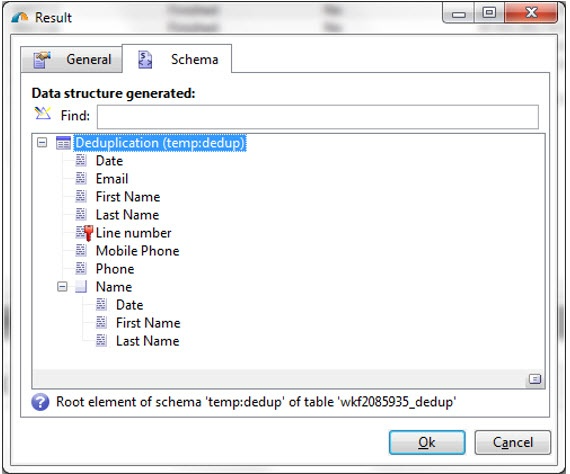 Result
General
Schema
Data structure generated:
Find:
Deduplication (temp:dedup)
Date
Email
First Name
Last Name
Line number
Mobile Phone
Phone
Name
Date
First Name
Last Name
Root element of schema 'temp:dedup' of table 'wkf2085935_dedup'
Ok
Cancel